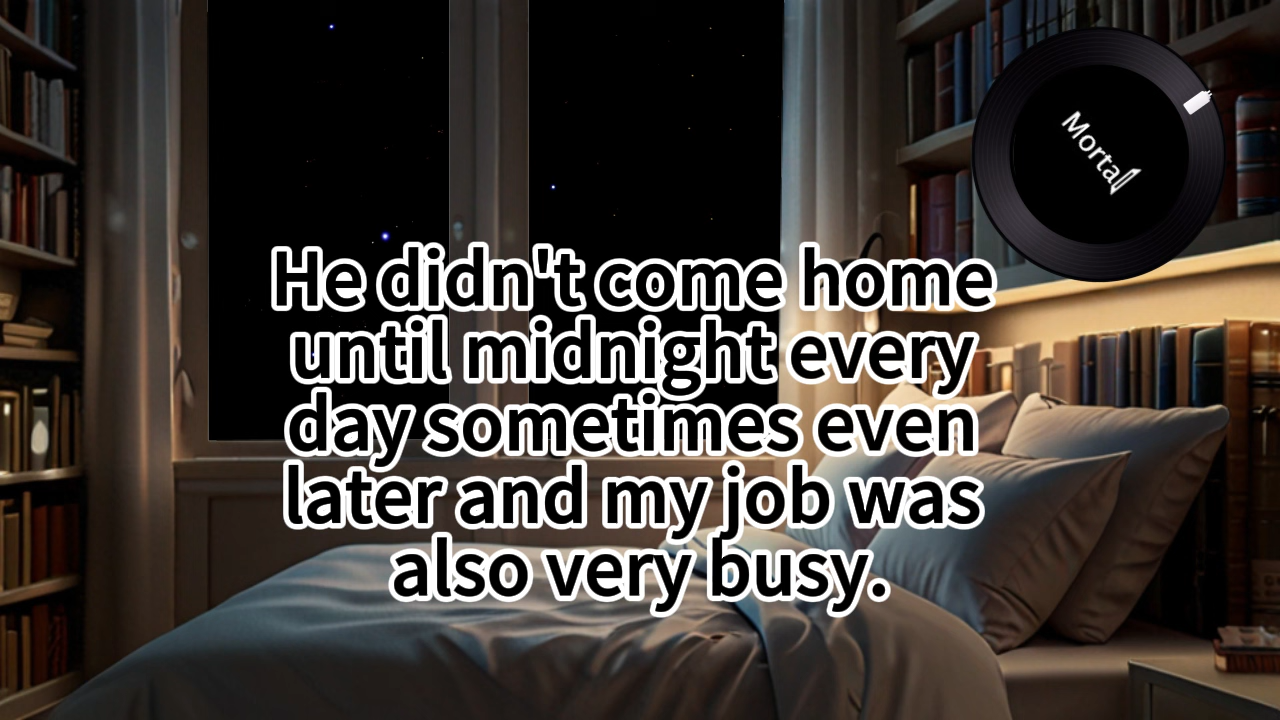 Mortal
He didn't come home
until midnight every
day sometimes even
later and my job was
also very busy.